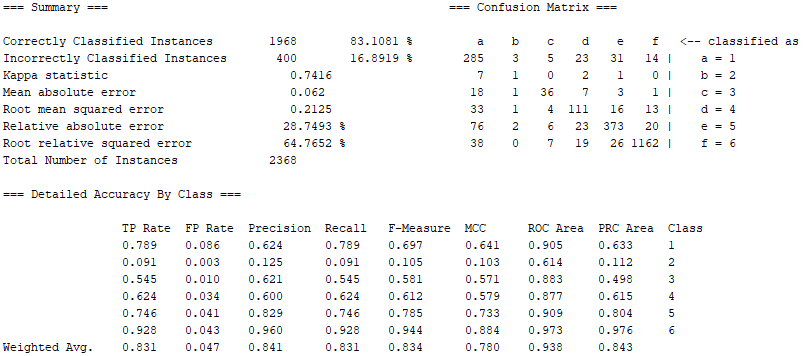 === Summary ===
Correctly Classified Instances 1968 83.1081 %
Incorrectly Classified Instances 400 16.8919 %
Kappa statistic 0.7416
Mean absolute error 0.062
Root mean squared error 0.2125
Relative absolute error 28.7493 %
Root relative squared error 64.7652 %
Total Number of Instances 2368
=== Confusion Matrix ===
a b c d e f <-- classified as
285 3 5 23 31 14 | a = 1
7 1 0 2 1 0 | b = 2
18 1 36 7 3 1 | c = 3
33 1 4 111 16 13 | d = 4
76 2 6 23 373 20 | e = 5
38 0 7 19 26 1162 | f = 6
=== Detailed Accuracy By Class ===
TP Rate FP Rate Precision Recall F-Measure MCC ROC Area PRC Area Class
0.789 0.086 0.624 0.789 0.697 0.641 0.905 0.633 1
0.091 0.003 0.125 0.091 0.105 0.103 0.614 0.112 2
0.545 0.010 0.621 0.545 0.581 0.571 0.883 0.498 3
0.624 0.034 0.600 0.624 0.612 0.579 0.877 0.615 4
0.746 0.041 0.829 0.746 0.785 0.733 0.909 0.804 5
0.928 0.043 0.960 0.928 0.944 0.884 0.973 0.976 6
Weighted Avg. 0.831 0.047 0.841 0.831 0.834 0.780 0.938 0.843